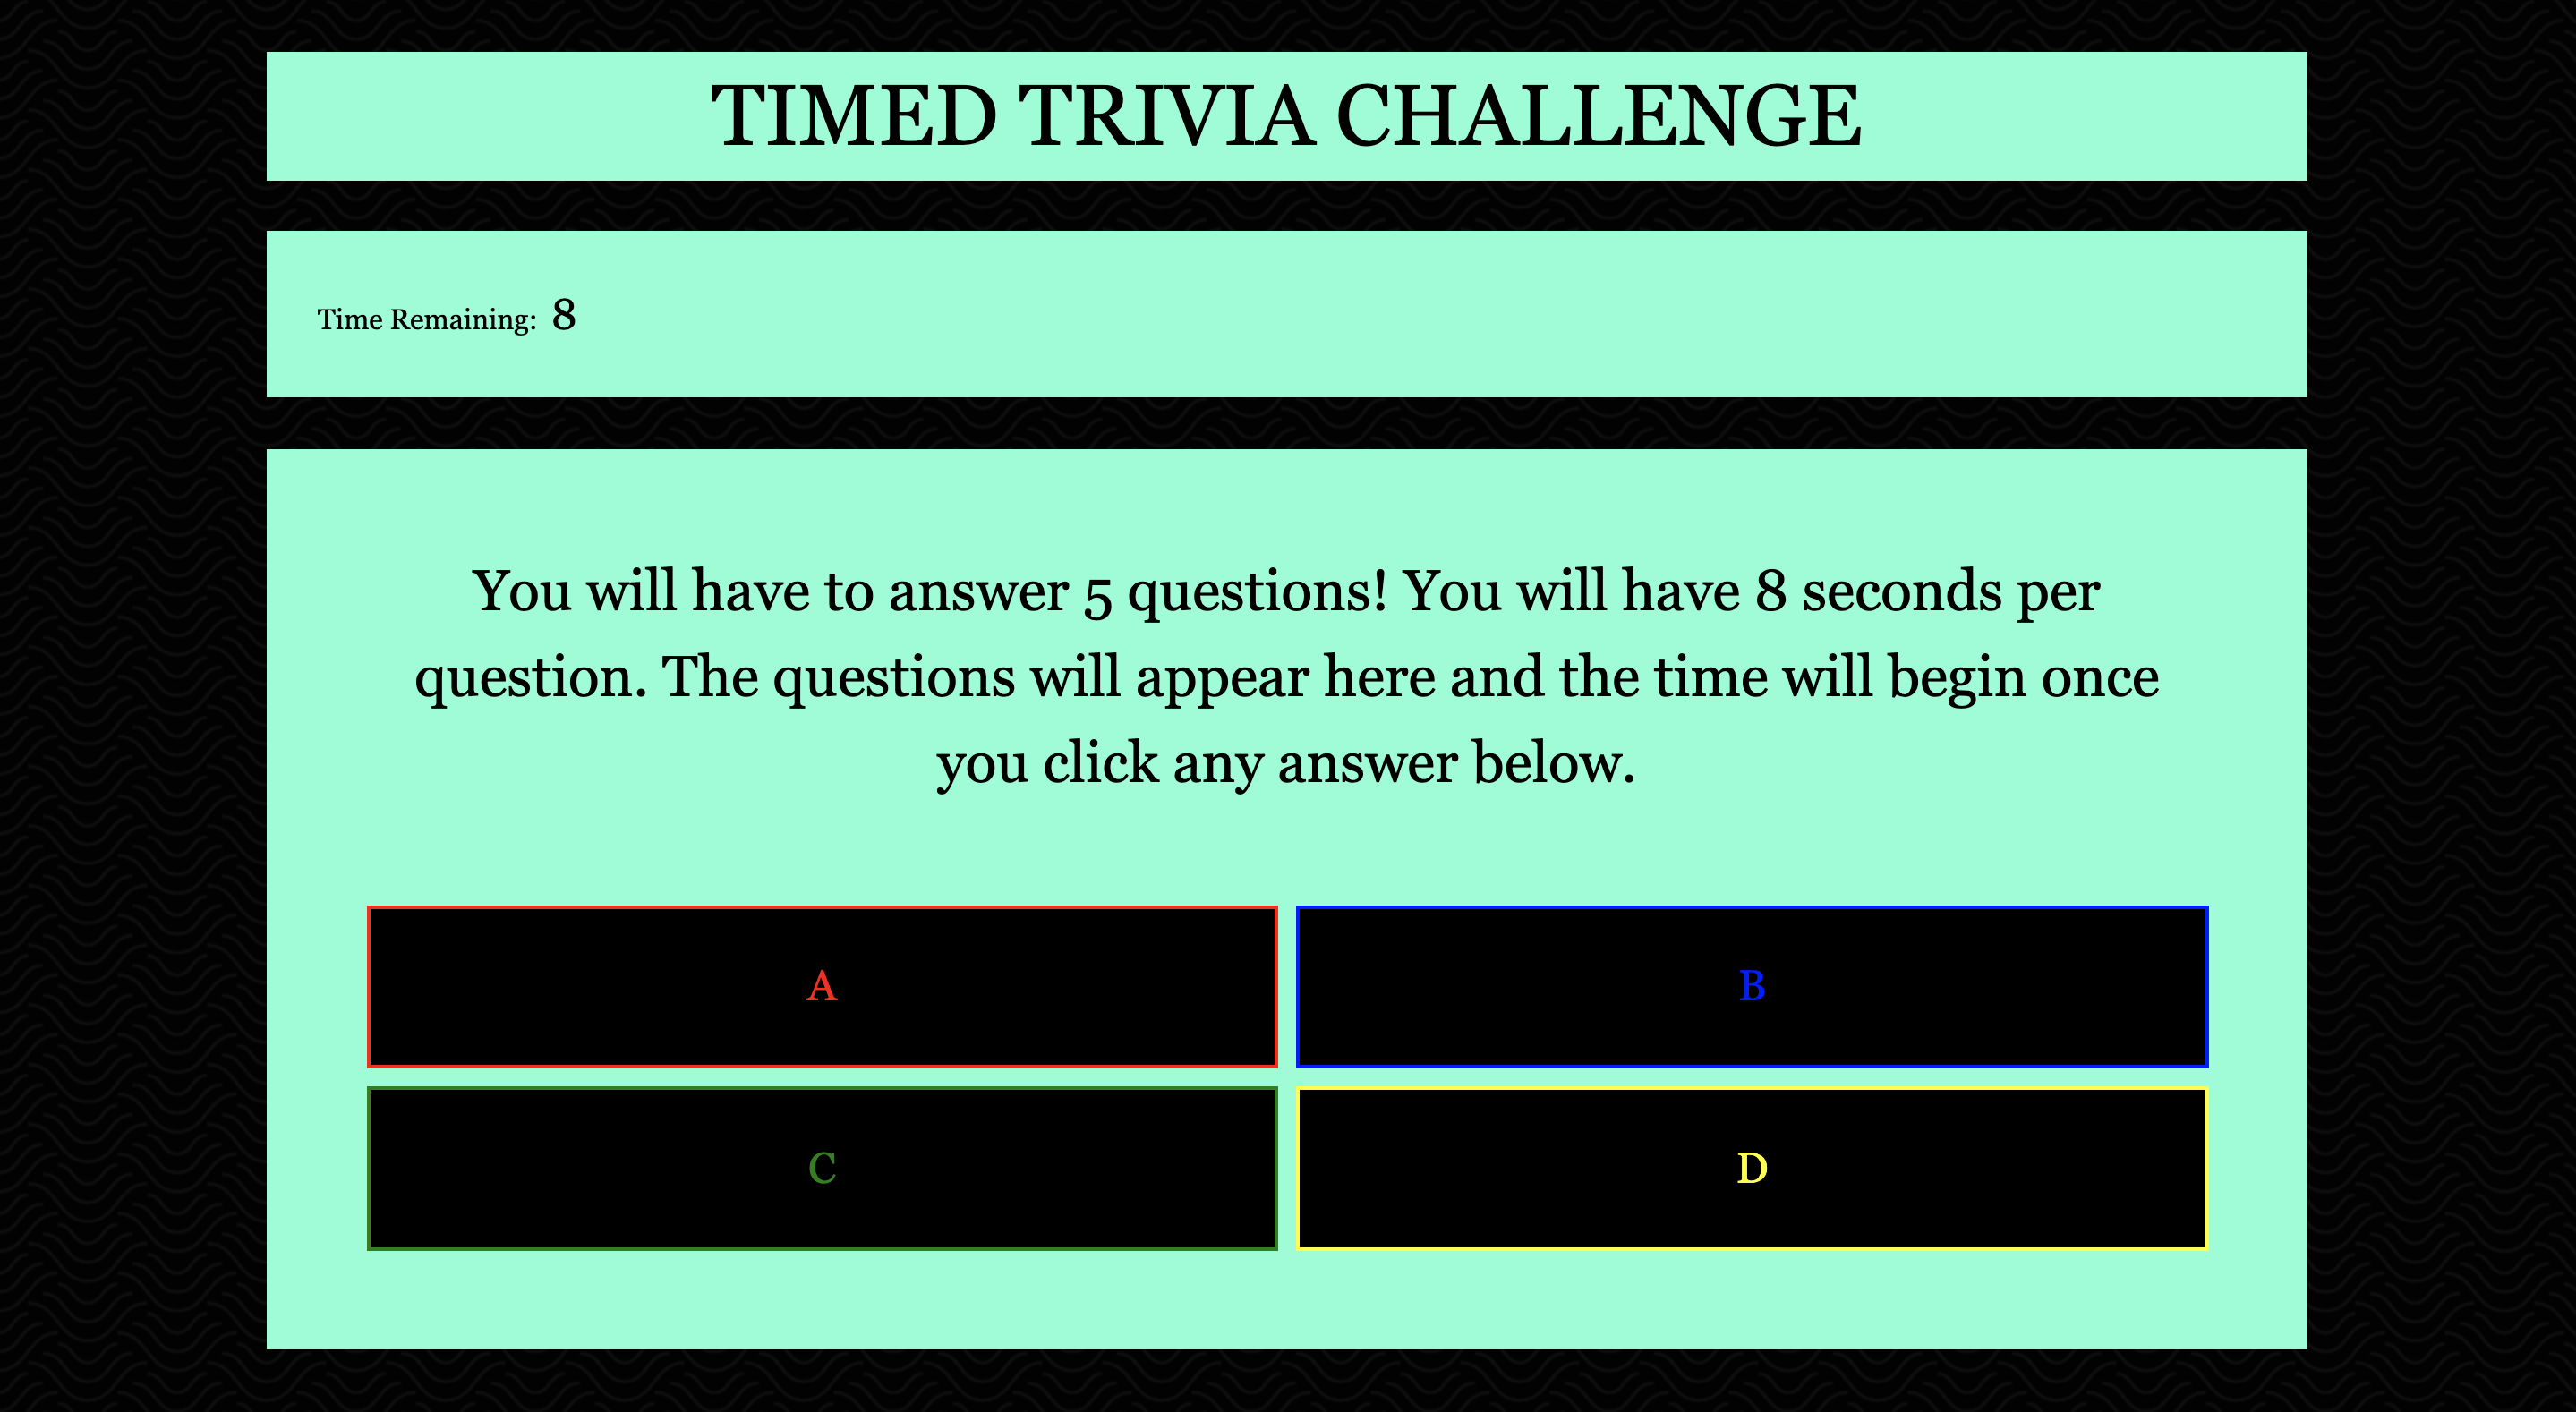 TIMED TRIVIA CHALLENGE
Time Remaining: 8
You will have to answer 5 questions! You will have 8 seconds per
question. The questions will appear here and the time will begin once
you click any answer below.
A
B
C
D